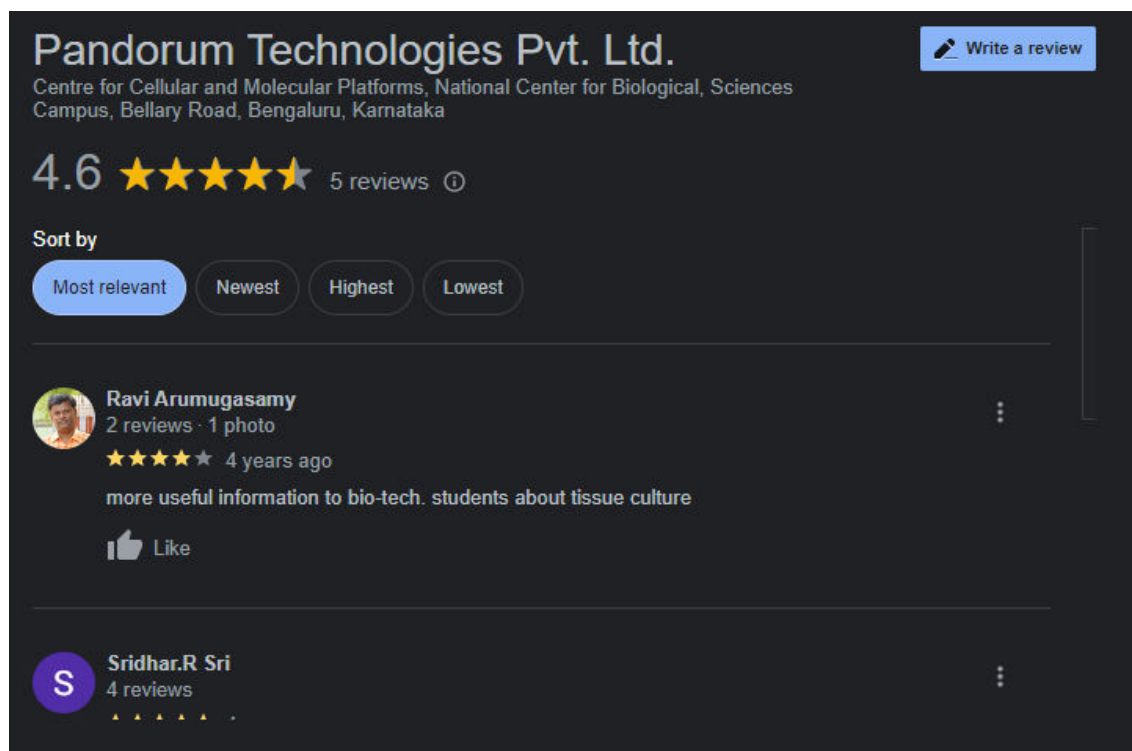 Pandorum Technologies Pvt. Ltd.
Write a review
Centre for Cellular and Molecular Platforms, National Center for Biological, Sciences
Campus, Bellary Road, Bengaluru, Karnataka
4.6
5 reviews
Sort by
Most relevant
Newest
Highest
Lowest
Ravi Arumugasamy
2 reviews · 1 photo
4 years ago
more useful information to bio-tech. students about tissue culture
Like
S
Sridhar.R Sri
4 reviews